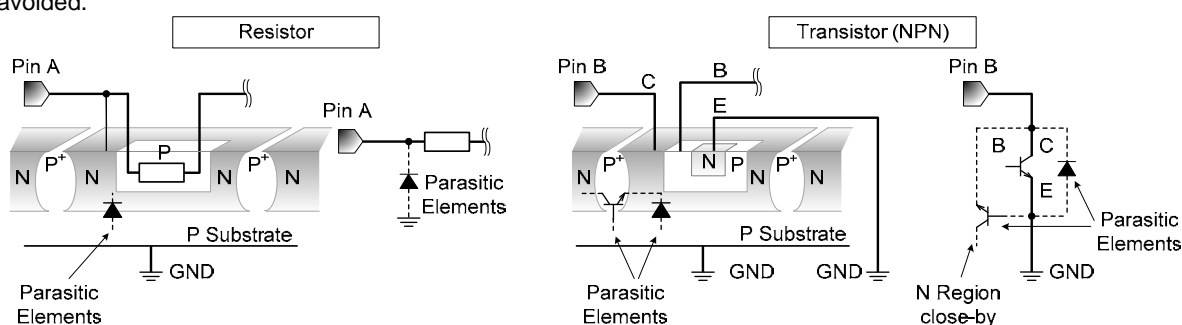 avoided.
Resistor
Transistor (NPN)
Pin A
Pin A
N
P+
N
P
N
P+
N
Parasitic
Elements
P Substrate
GND
Parasitic
Elements
Pin B
C
B
E
N
P+
N
N
P
N
P+
N
P Substrate
GND
GND
Parasitic
Elements
Pin B
B
C
E
Parasitic
Elements
GND
N Region
close-by